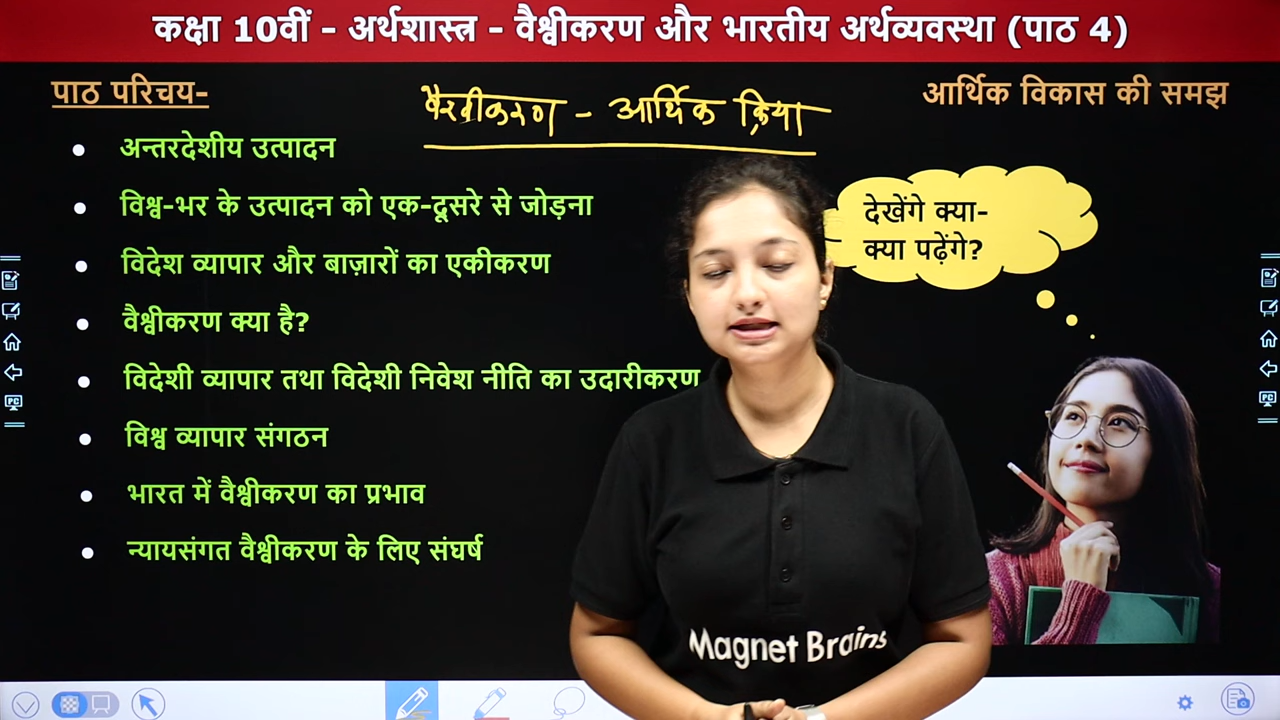 कक्षा 10वीं - अर्थशास्त्र - वैश्वीकरण और भारतीय अर्थव्यवस्था (पाठ 4)
पाठ परिचय-
वैश्वीकरण - आर्थिक क्रिया
आर्थिक विकास की समझ
अन्तरदेशीय उत्पादन
विश्व-भर के उत्पादन को एक-दूसरे से जोड़ना
विदेश व्यापार और बाज़ारों का एकीकरण
वैश्वीकरण क्या है?
विदेशी व्यापार तथा विदेशी निवेश नीति का उदारीकरण
विश्व व्यापार संगठन
भारत में वैश्वीकरण का प्रभाव
न्यायसंगत वैश्वीकरण के लिए संघर्ष
देखेंगे क्या-
क्या पढ़ेंगे?
Magnet Brains
PC
PC